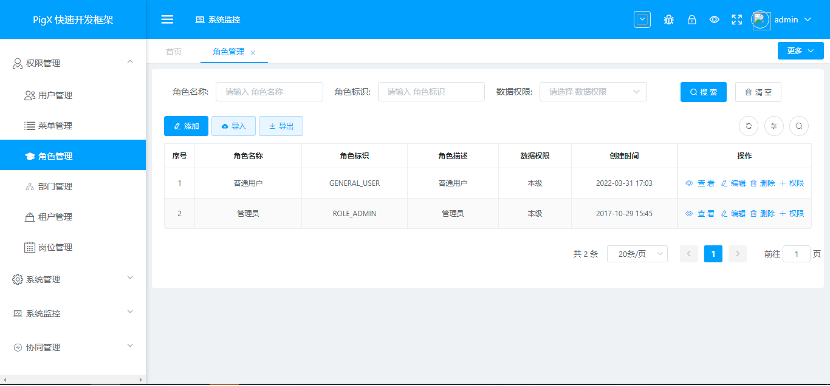 PigX 快速开发框架
系统监控
admin
权限管理
用户管理
菜单管理
角色管理
部门管理
租户管理
岗位管理
系统管理
系统监控
协同管理
首页
角色管理
更多
角色名称:
请输入 角色名称
角色标识:
请输入 角色标识
数据权限:
请选择 数据权限
搜 索
清 空
添加
导入
导出
序号 角色名称 角色标识 角色描述 数据权限 创建时间 操作
1 普通用户 GENERAL_USER 普通用户 本级 2022-03-31 17:03 查 看 编辑 删除 权限
2 管理员 ROLE_ADMIN 管理员 本级 2017-10-29 15:45 查 看 编辑 删除 权限
共 2 条
20条/页
1
前往 1 页